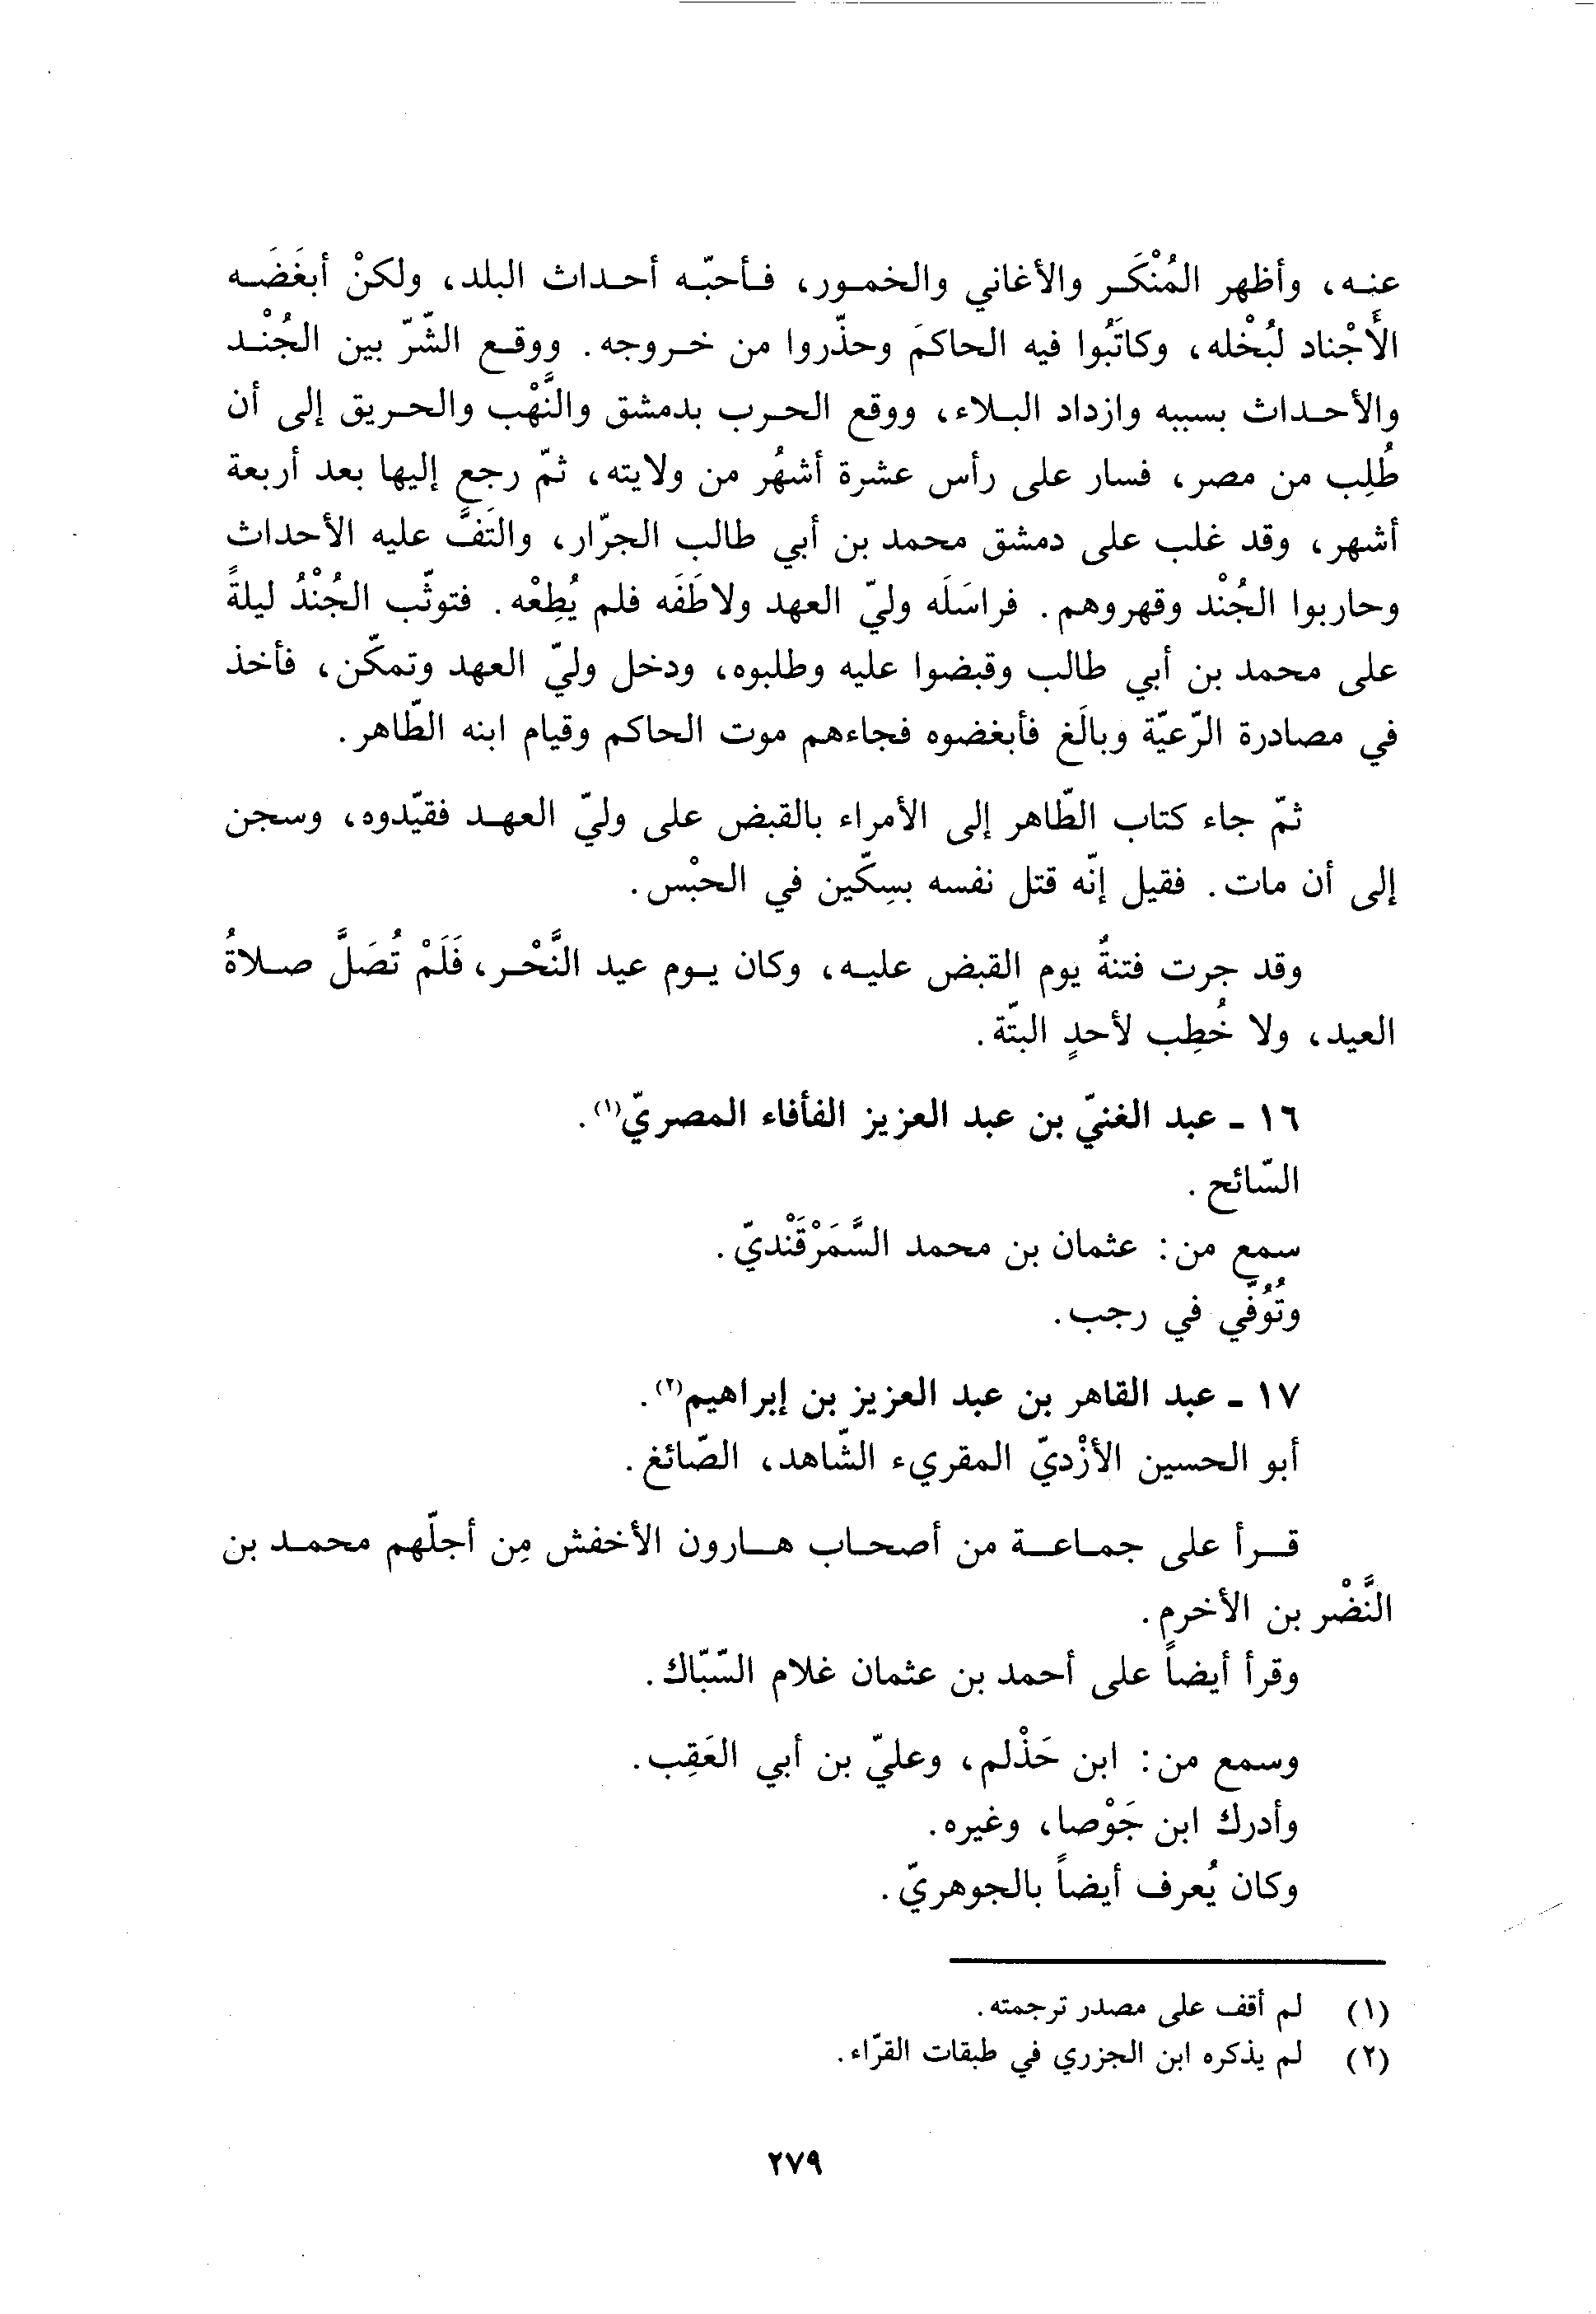 عنه، وأظهر المُنْكَر والأغاني والخمور، فأحبّه أحداث البلد، ولكنْ أبغَضَه
الأَجْناد لبُخْله، وكاتَبُوا فيه الحاكمَ وحذّروا من خروجه. ووقع الشّرّ بين الجُنْد
والأحداث بسببه وازداد البلاء، ووقع الحرب بدمشق والنَّهْب والحريق إلى أن
طُلِب من مصر، فسار على رأس عشرة أشهُر من ولايته، ثمّ رجع إليها بعد أربعة
أشهر، وقد غلب على دمشق محمد بن أبي طالب الجرّار، والتَفَّ عليه الأحداث
وحاربوا الجُنْد وقهروهم. فراسَلَه وليّ العهد ولاطَفَه فلم يُطِعْه. فتوثّب الجُنْدُ ليلةً
على محمد بن أبي طالب وقبضوا عليه وطلبوه، ودخل وليّ العهد وتمكّن، فأخذ
في مصادرة الرّعيّة وبالَغ فأبغضوه فجاءهم موت الحاكم وقيام ابنه الظّاهر.
ثمّ جاء كتاب الظّاهر إلى الأمراء بالقبض على وليّ العهد فقيّدوه، وسجن
إلى أن مات. فقيل إنّه قتل نفسه بسِكّين في الحبْس.
وقد جرت فتنةٌ يوم القبض عليه، وكان يوم عيد النَّحْر، فَلَمْ تُصَلَّ صلاةُ
العيد، ولا خُطِب لأحدٍ البتّة.
١٦ ـ عبد الغنيّ بن عبد العزيز الفأفاء المصريّ(١).
السّائح.
سمع من: عثمان بن محمد السَّمَرْقَنْديّ.
وتُوُفّي في رجب.
١٧ ـ عبد القاهر بن عبد العزيز بن إبراهيم(٢).
أبو الحسين الأزْديّ المقريء الشّاهد، الصّائغ.
قرأ على جماعة من أصحاب هارون الأخفش مِن أجلّهم محمد بن
النَّضْر بن الأخرم.
وقرأ أيضاً على أحمد بن عثمان غلام السّبّاك.
وسمع من: ابن حَذْلم، وعليّ بن أبي العَقِب.
وأدرك ابن جَوْصا، وغيره.
وكان يُعرف أيضاً بالجوهريّ.
(١) لم أقف على مصدر ترجمته.
(٢) لم يذكره ابن الجزري في طبقات القرّاء.
٢٧٩